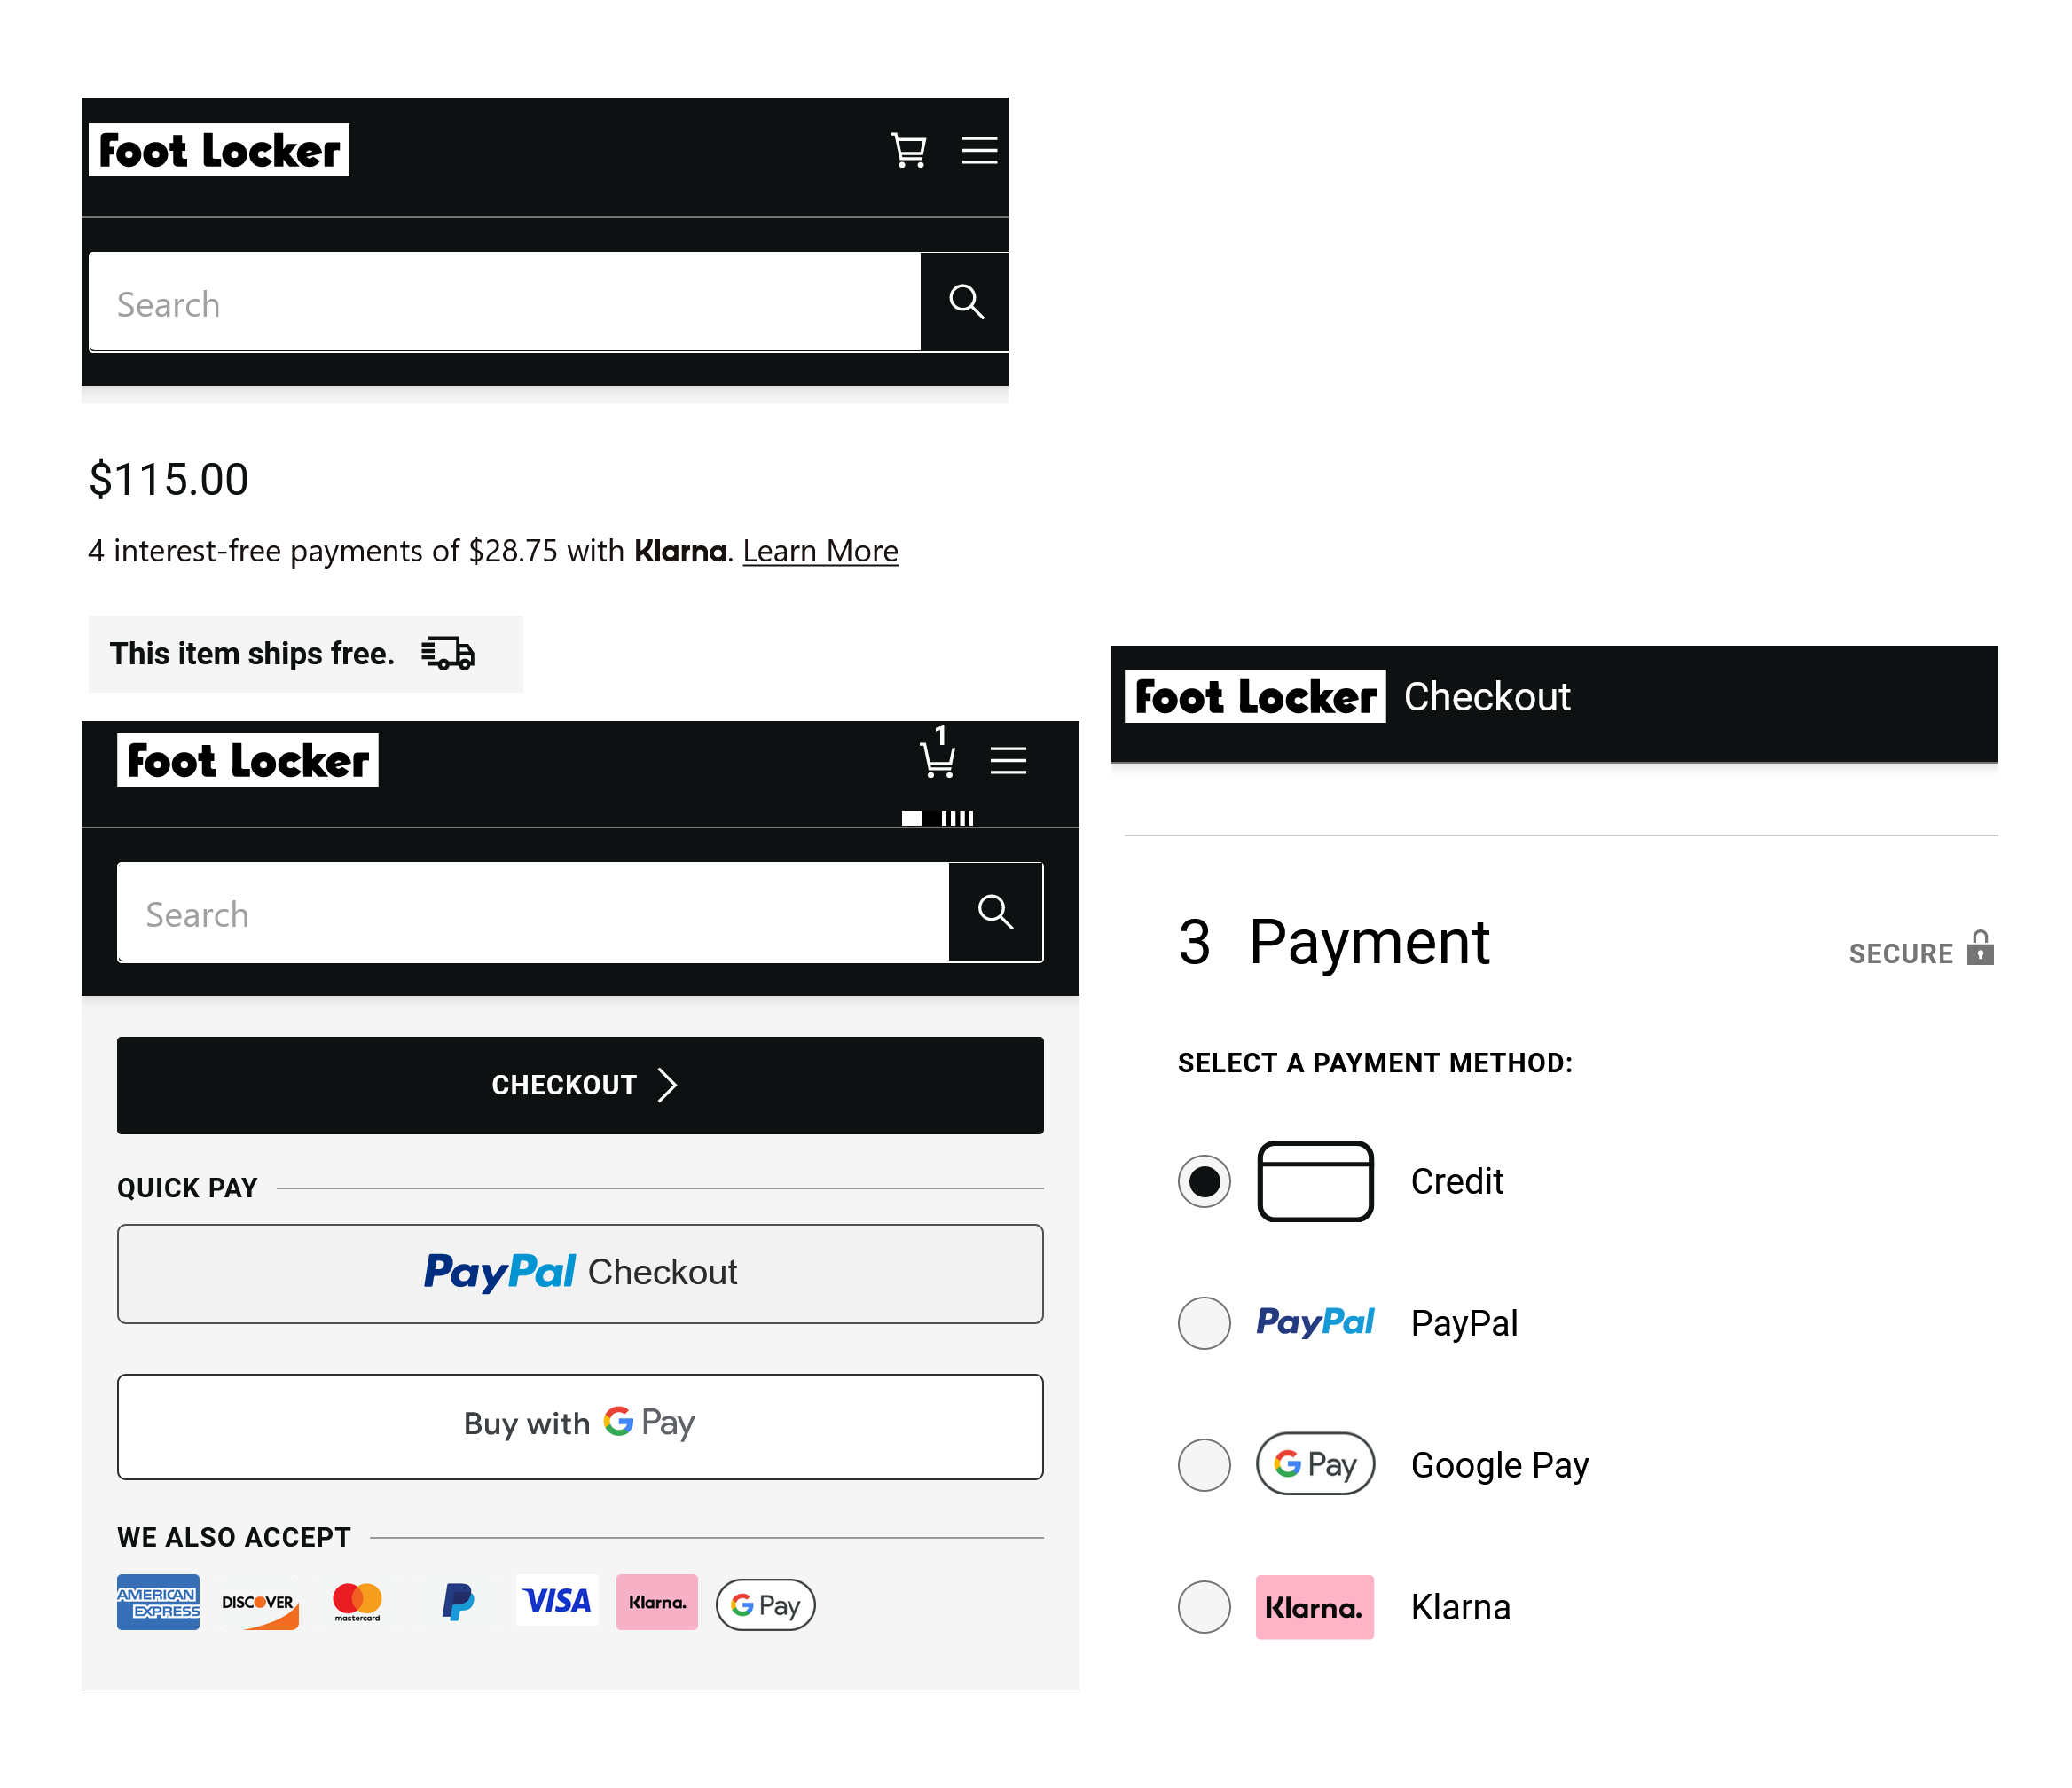 Foot Locker
Search
$115.00
4 interest-free payments of $28.75 with Klarna. Learn More
This item ships free.
Foot Locker
1
Search
CHECKOUT
QUICK PAY
PayPal Checkout
Buy with G Pay
WE ALSO ACCEPT
AMERICAN EXPRESS
DISCOVER
mastercard
P
VISA
Klarna.
G Pay
Foot Locker Checkout
3 Payment
SECURE
SELECT A PAYMENT METHOD:
Credit
PayPal PayPal
G Pay Google Pay
Klarna. Klarna